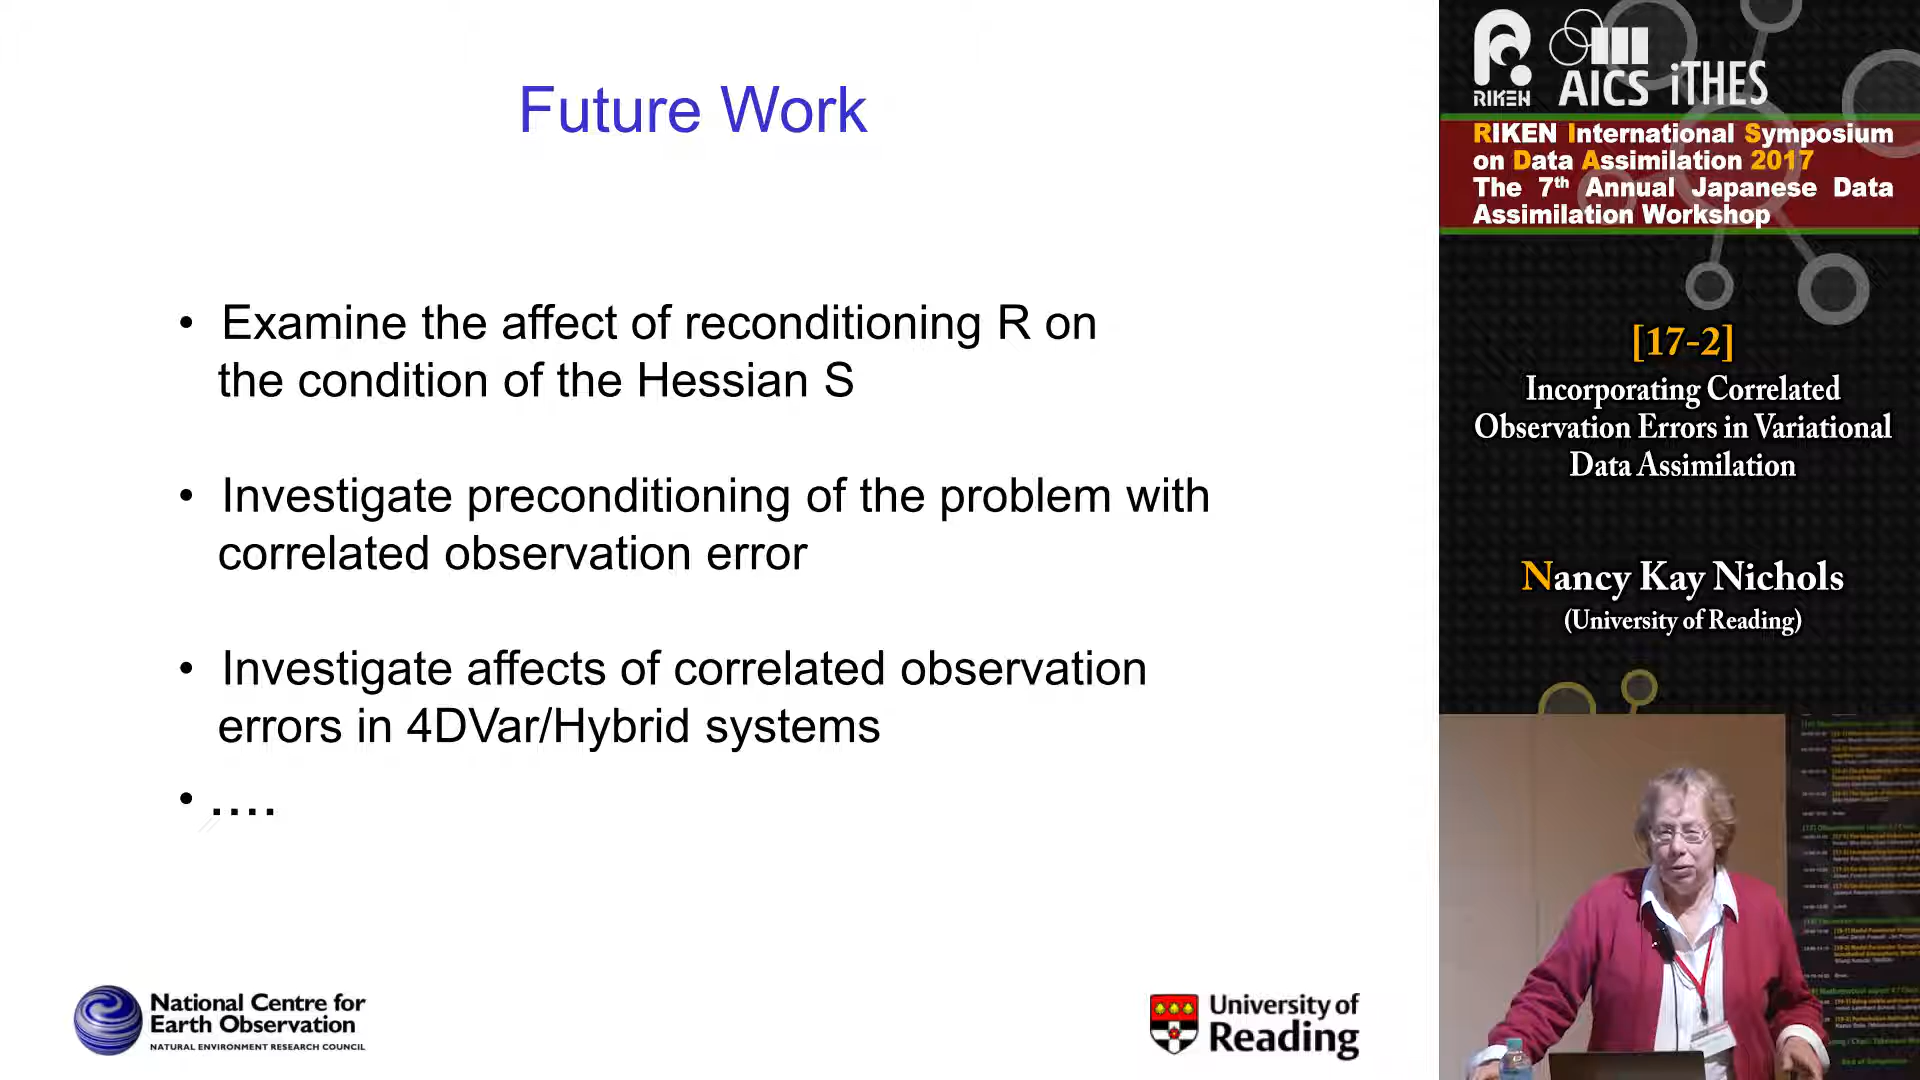 Future Work
• Examine the affect of reconditioning R on
the condition of the Hessian S
• Investigate preconditioning of the problem with
correlated observation error
• Investigate affects of correlated observation
errors in 4DVar/Hybrid systems
• ....
National Centre for
Earth Observation
NATURAL ENVIRONMENT RESEARCH COUNCIL
University of
Reading
RIKEN AICS iTHES
RIKEN International Symposium
on Data Assimilation 2017
The 7th Annual Japanese Data
Assimilation Workshop
[17-2]
Incorporating Correlated
Observation Errors in Variational
Data Assimilation
Nancy Kay Nichols
(University of Reading)